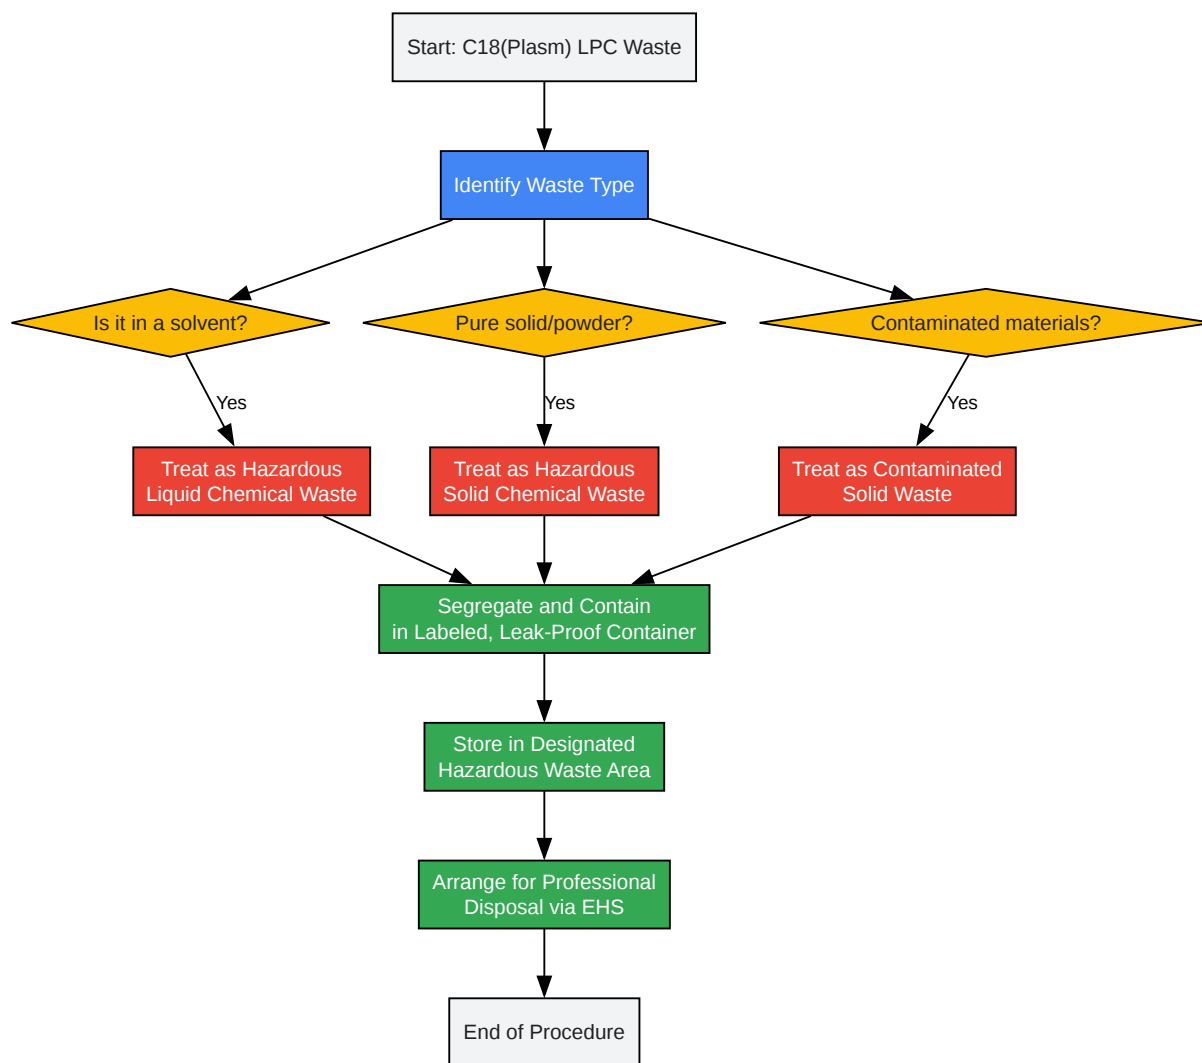 Start: C18(Plasm) LPC Waste
Identify Waste Type
Is it in a solvent?
Pure solid/powder?
Contaminated materials?
Yes
Yes
Yes
Treat as Hazardous
Liquid Chemical Waste
Treat as Hazardous
Solid Chemical Waste
Treat as Contaminated
Solid Waste
Segregate and Contain
in Labeled, Leak-Proof Container
Store in Designated
Hazardous Waste Area
Arrange for Professional
Disposal via EHS
End of Procedure